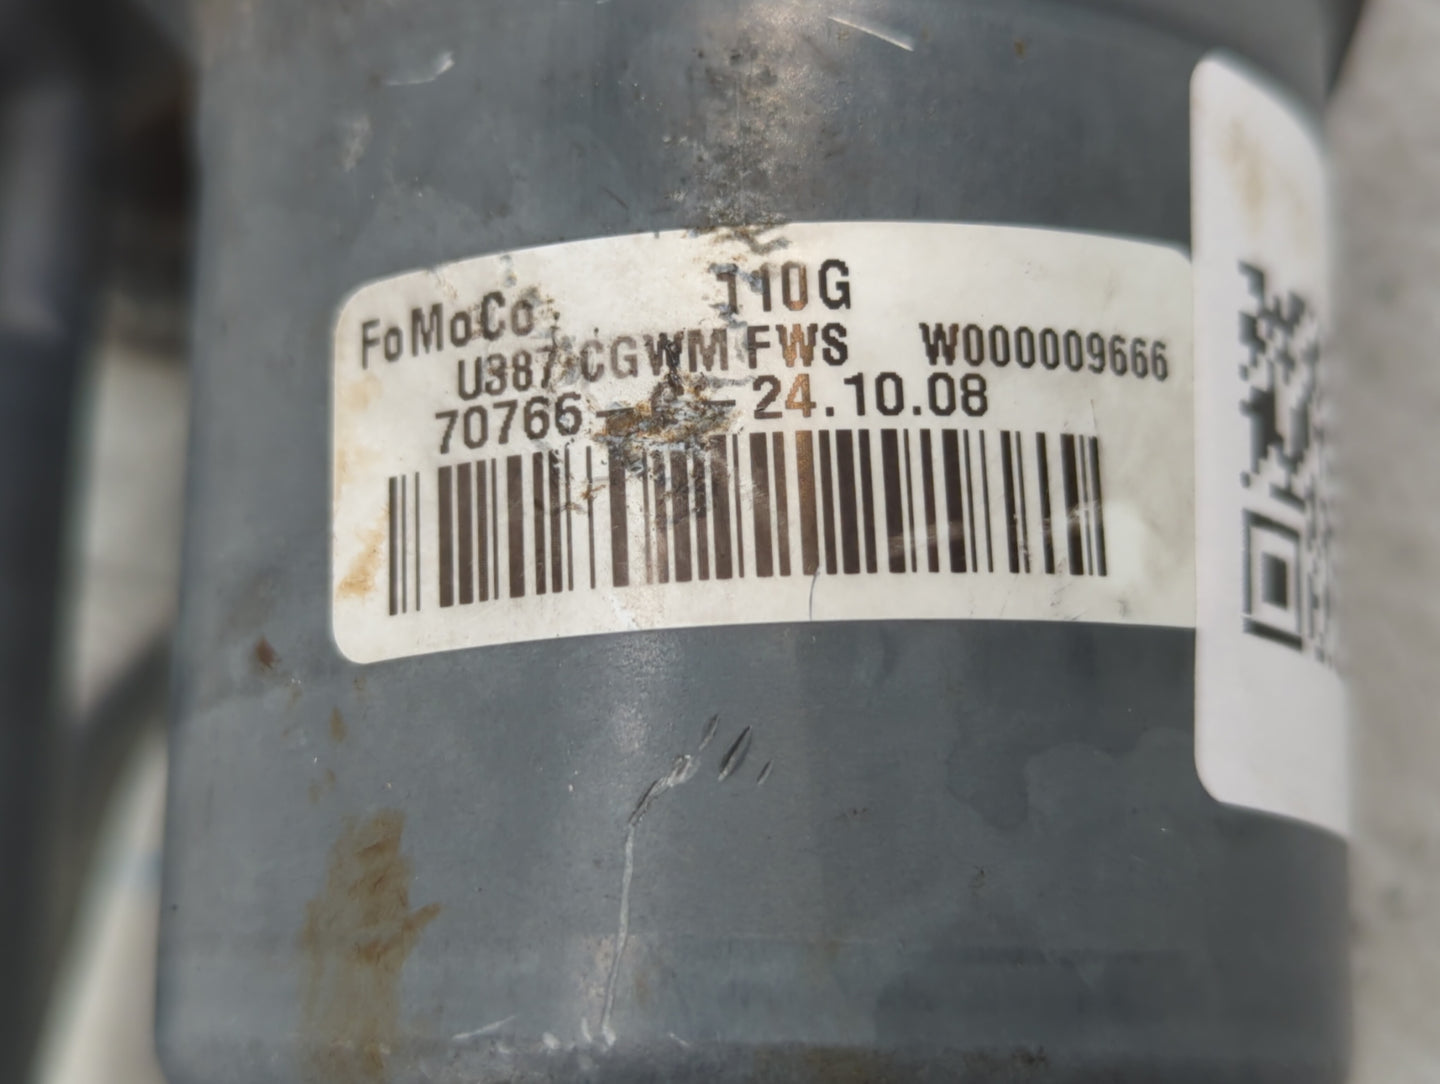 FoMoCo 110G
U387 CGWM FWS W000009666
70766 - - 24.10.08